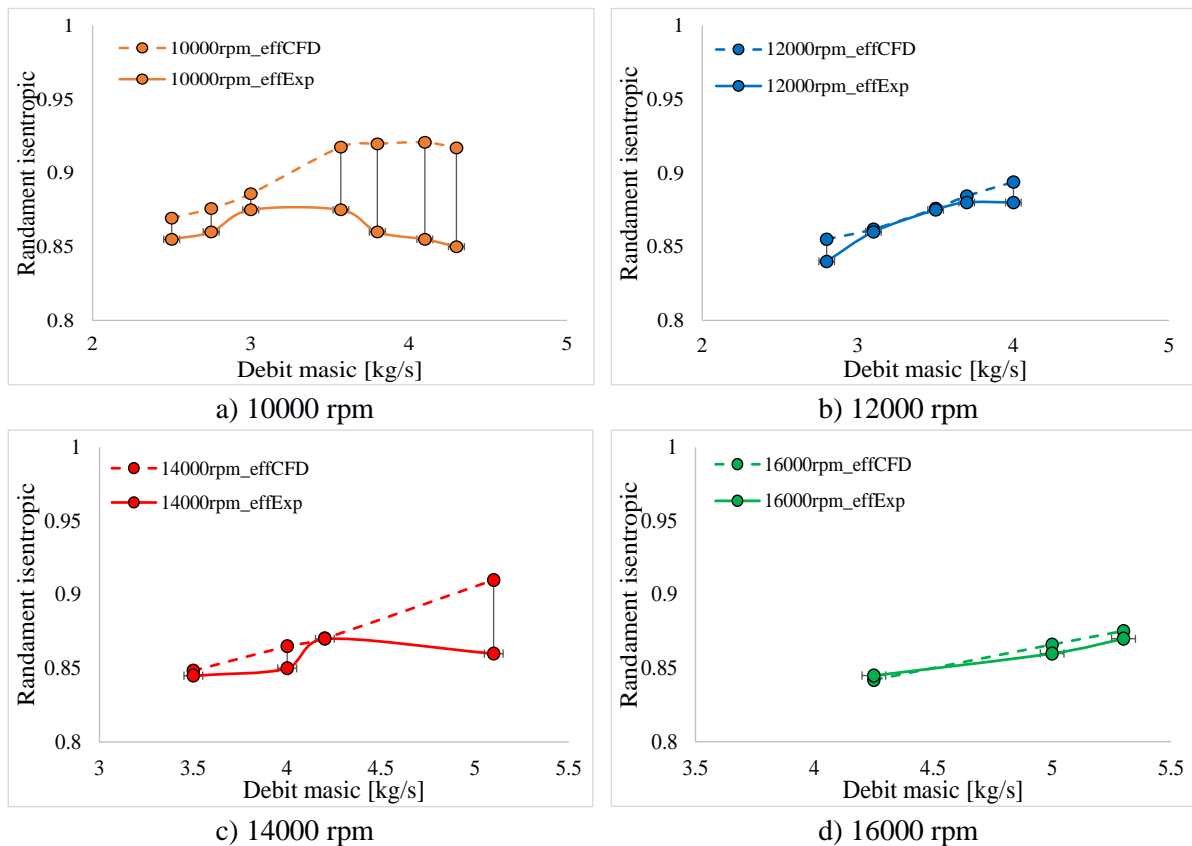 1
0.95
0.9
0.85
0.8
Randament isentropic
10000rpm_effCFD
10000rpm_effExp
2
3
4
5
Debit masic [kg/s]
a) 10000 rpm
1
0.95
0.9
0.85
0.8
Randament isentropic
12000rpm_effCFD
12000rpm_effExp
2
3
4
5
Debit masic [kg/s]
b) 12000 rpm
1
0.95
0.9
0.85
0.8
Randament isentropic
14000rpm_effCFD
14000rpm_effExp
3
3.5
4
4.5
5
5.5
Debit masic [kg/s]
c) 14000 rpm
1
0.95
0.9
0.85
0.8
Randament isentropic
16000rpm_effCFD
16000rpm_effExp
3.5
4
4.5
5
5.5
Debit masic [kg/s]
d) 16000 rpm